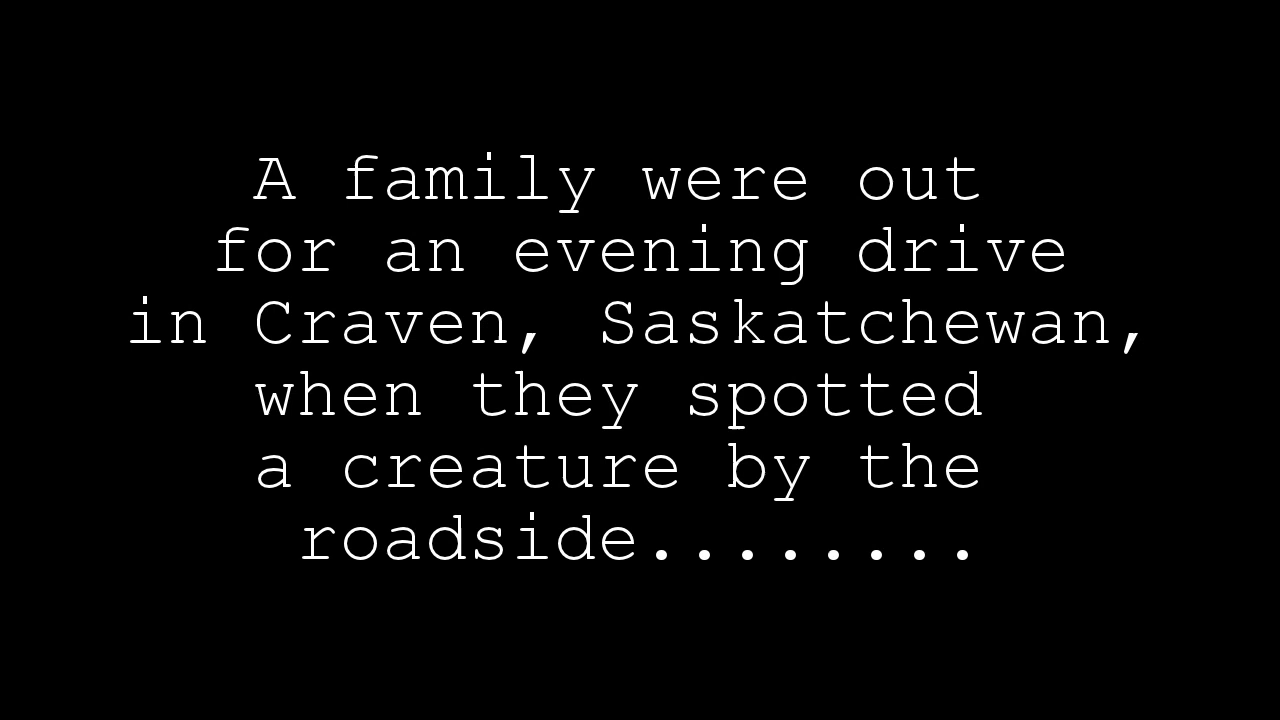 A family were out
for an evening drive
in Craven, Saskatchewan,
when they spotted
a creature by the
roadside........